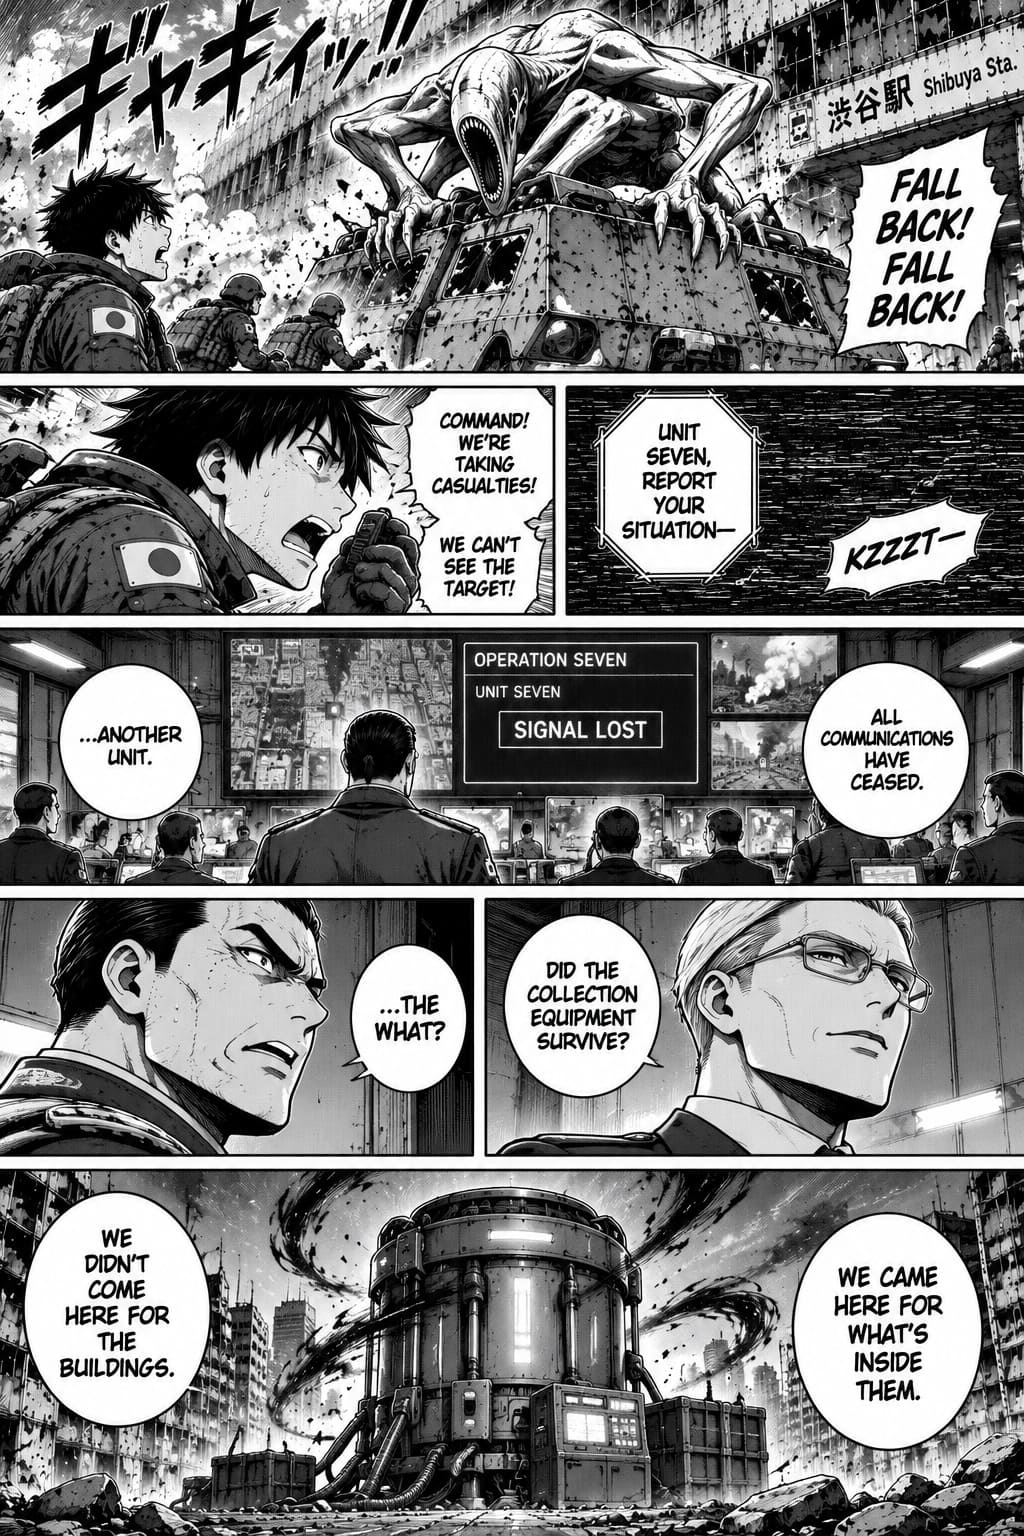 ギャキィッ!!
渋谷駅 Shibuya Sta.
FALL
BACK!
FALL
BACK!
COMMAND!
WE'RE
TAKING
CASUALTIES!
WE CAN'T
SEE THE
TARGET!
UNIT
SEVEN,
REPORT
YOUR
SITUATION—
KZZZT—
...ANOTHER
UNIT.
OPERATION SEVEN
UNIT SEVEN
SIGNAL LOST
ALL
COMMUNICATIONS
HAVE
CEASED.
...THE
WHAT?
DID THE
COLLECTION
EQUIPMENT
SURVIVE?
WE
DIDN'T
COME
HERE FOR
THE
BUILDINGS.
WE CAME
HERE FOR
WHAT'S
INSIDE
THEM.